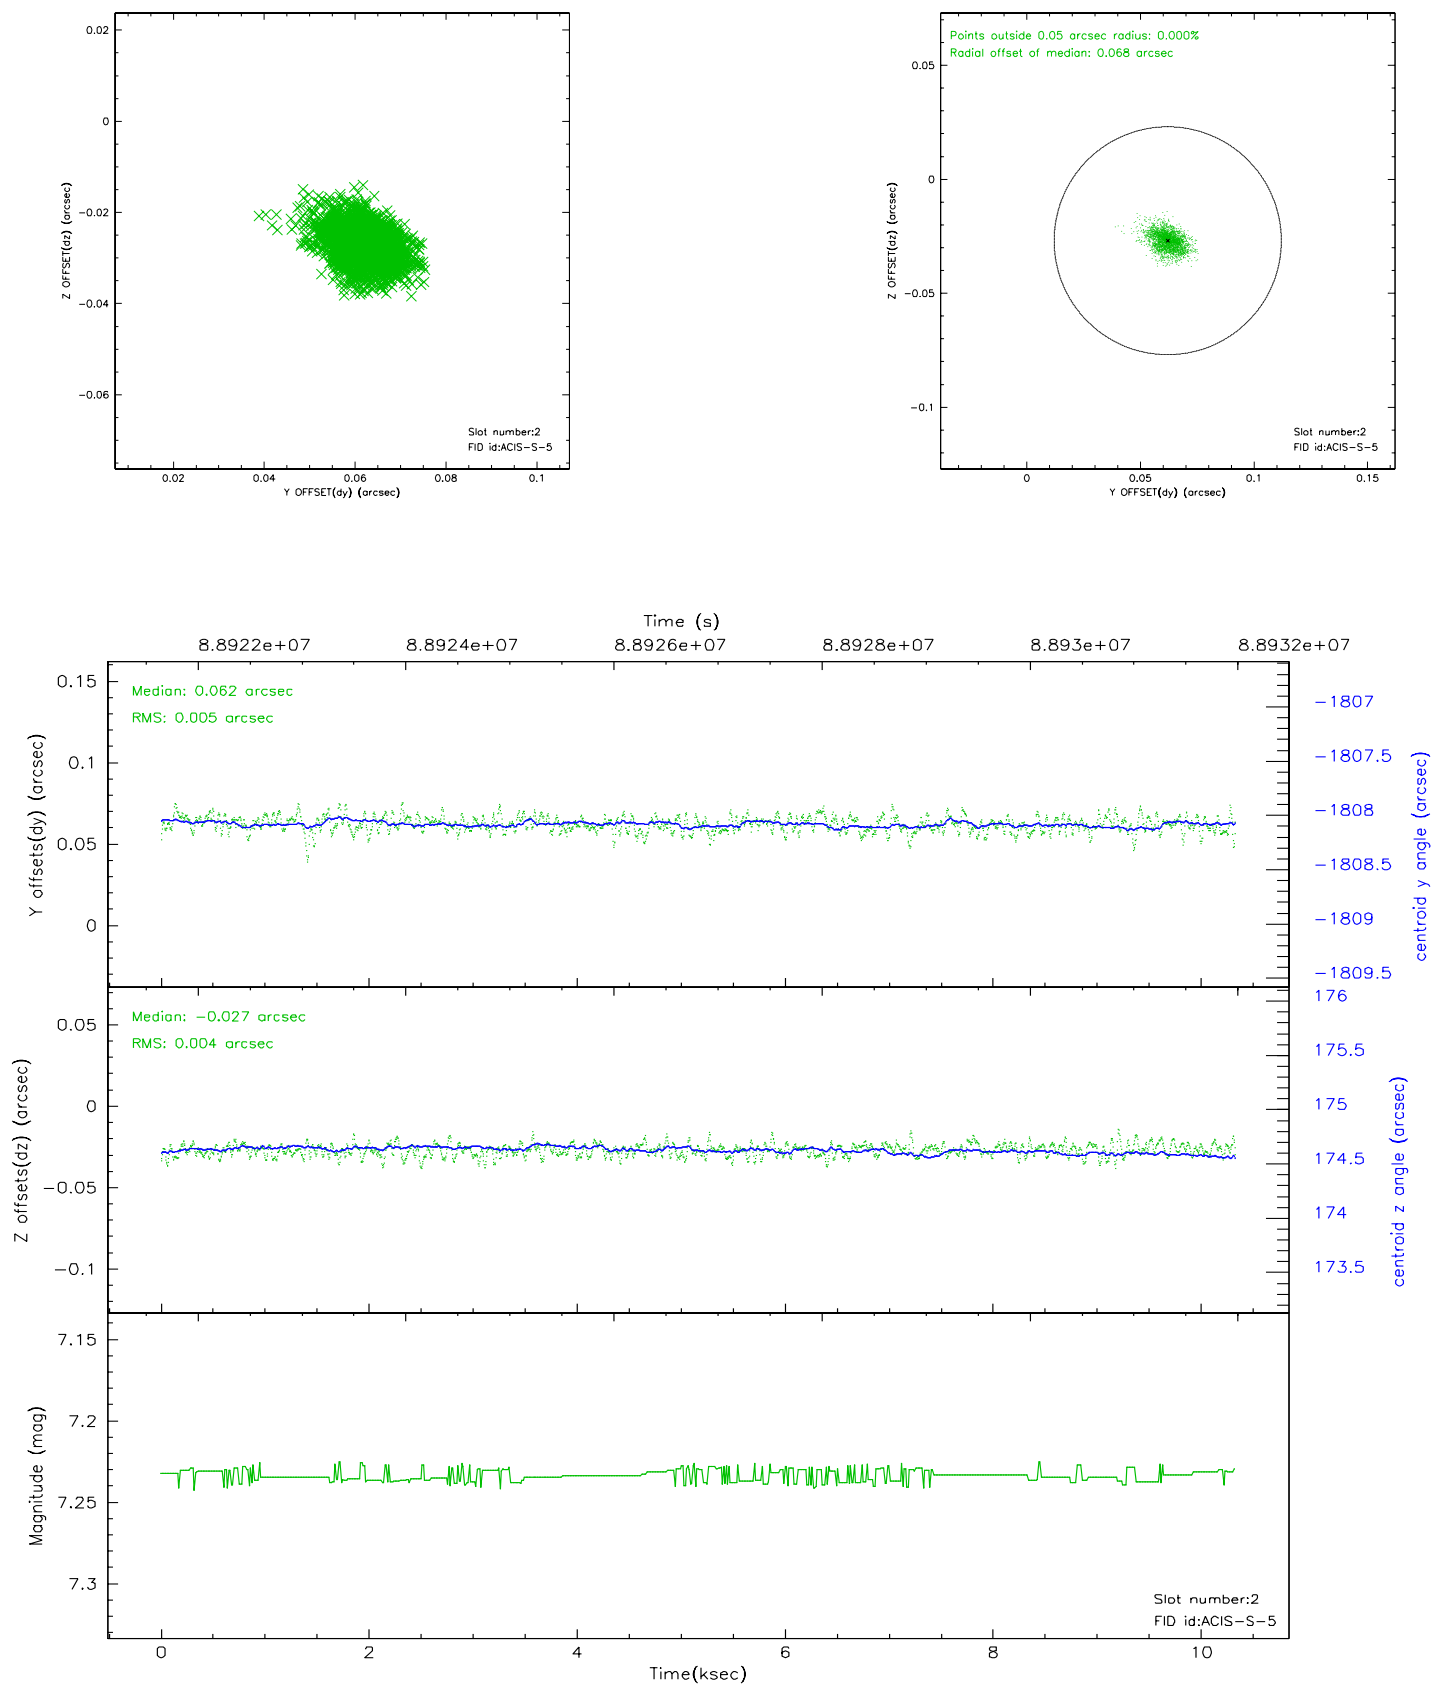 0.02
0
−0.02
−0.04
−0.06
Z OFFSET(dz) (arcsec)
Slot number:2
FID id:ACIS−S−5
0.02
0.04
0.06
0.08
0.1
Y OFFSET(dy) (arcsec)
Points outside 0.05 arcsec radius: 0.000%
Radial offset of median: 0.068 arcsec
0.05
0
−0.05
−0.1
Z OFFSET(dz) (arcsec)
Slot number:2
FID id:ACIS−S−5
0
0.05
0.1
0.15
Y OFFSET(dy) (arcsec)
Time (s)
8.8922e+07
8.8924e+07
8.8926e+07
8.8928e+07
8.893e+07
8.8932e+07
Median: 0.062 arcsec
RMS: 0.005 arcsec
0.15
0.1
0.05
0
Y offsets(dy) (arcsec)
−1807
−1807.5
−1808
−1808.5
−1809
−1809.5
centroid y angle (arcsec)
Median: −0.027 arcsec
RMS: 0.004 arcsec
0.05
0
−0.05
−0.1
Z offsets(dz) (arcsec)
176
175.5
175
174.5
174
173.5
centroid z angle (arcsec)
7.15
7.2
7.25
7.3
Magnitude (mag)
Slot number:2
FID id:ACIS−S−5
0
2
4
6
8
10
Time(ksec)